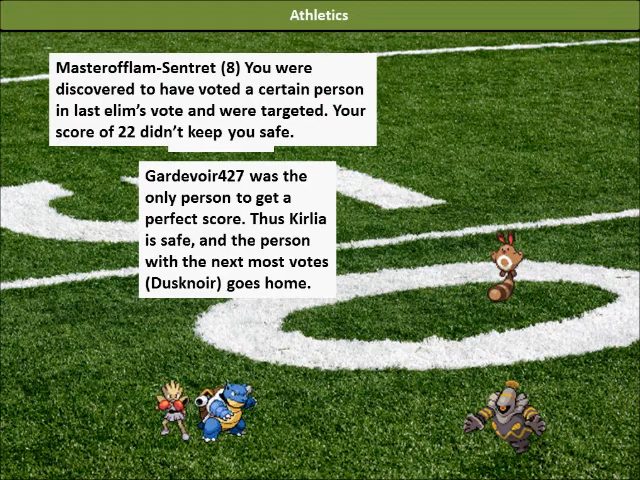 Athletics
Masterofflam-Sentret (8) You were
discovered to have voted a certain person
in last elim’s vote and were targeted. Your
score of 22 didn’t keep you safe.
Gardevoir427 was the
only person to get a
perfect score. Thus Kirlia
is safe, and the person
with the next most votes
(Dusknoir) goes home.